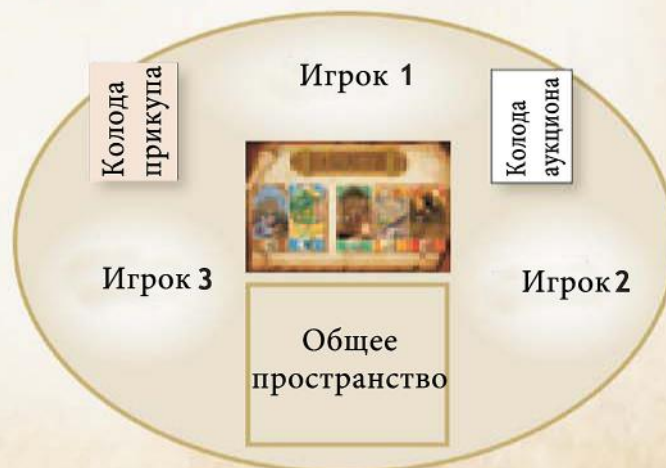 Игрок 1
Колода
прикупа
Колода
аукциона
Игрок 3
Игрок 2
Общее
пространство